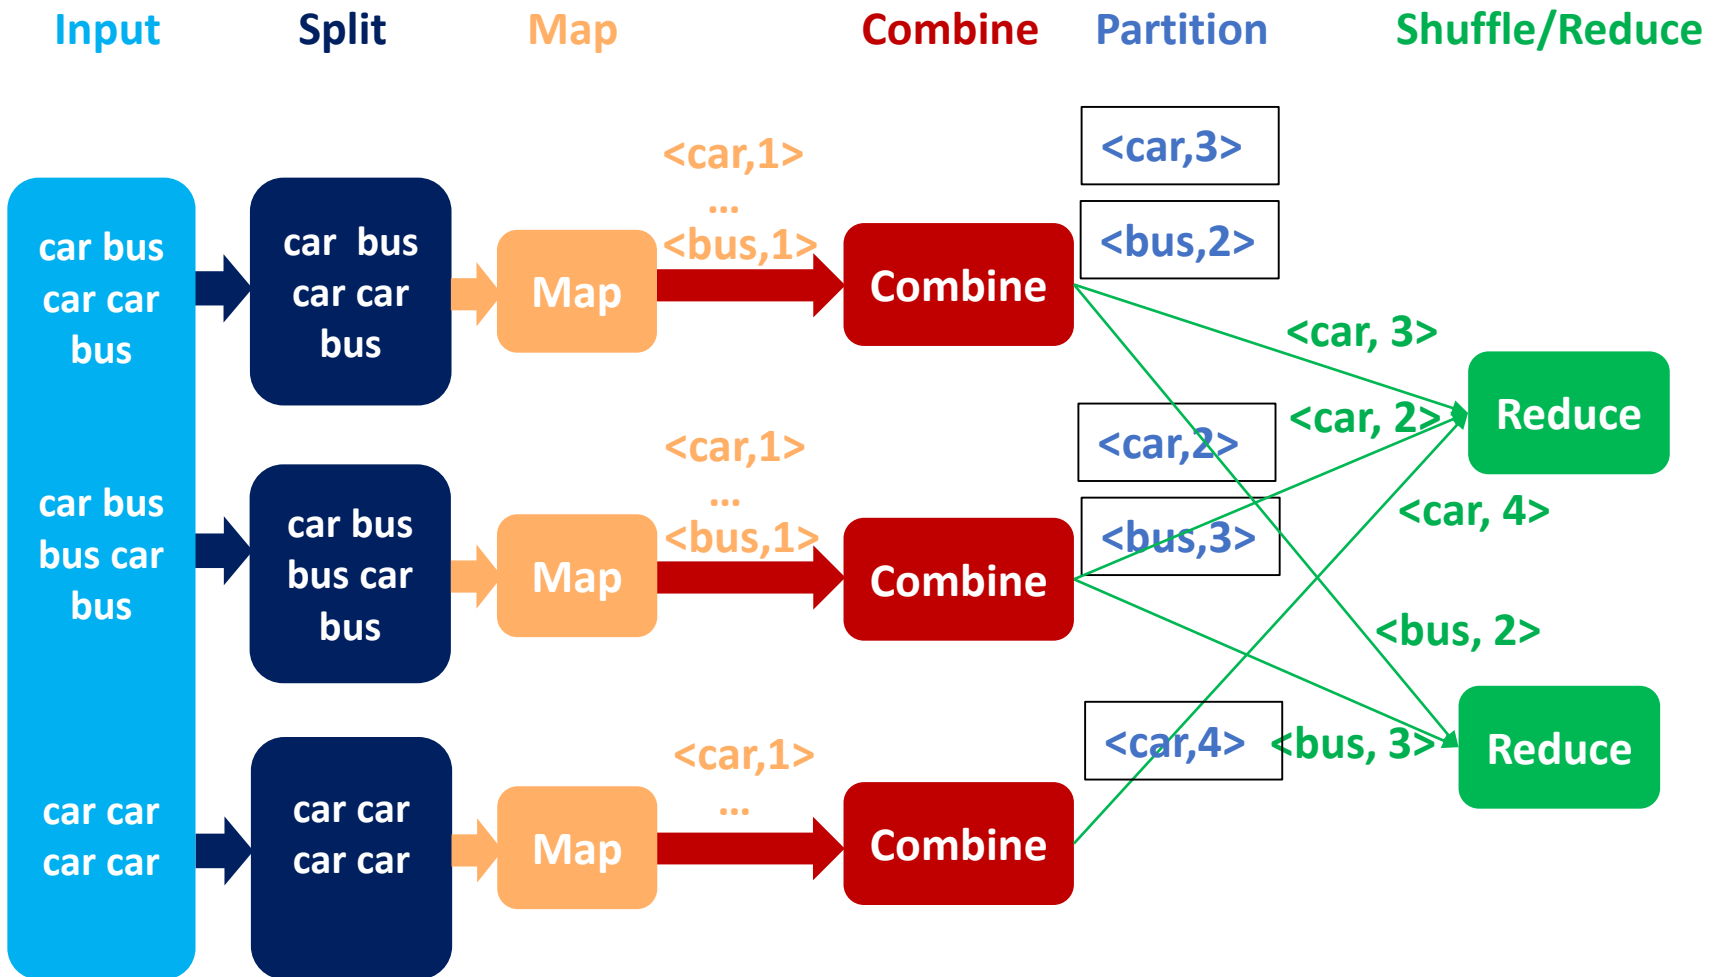 Input Split Map Combine Partition Shuffle/Reduce
car bus
car car
bus
car bus
bus car
bus
car car
car car
car  bus
car car
bus
car bus
bus car
bus
car car
car car
Map
Map
Map
<car,1>
...
<bus,1>
<car,1>
...
<bus,1>
<car,1>
...
Combine
Combine
Combine
<car,3>
<bus,2>
<car,2>
<bus,3>
<car,4>
<car, 3>
<car, 2>
<car, 4>
<bus, 2>
<bus, 3>
Reduce
Reduce